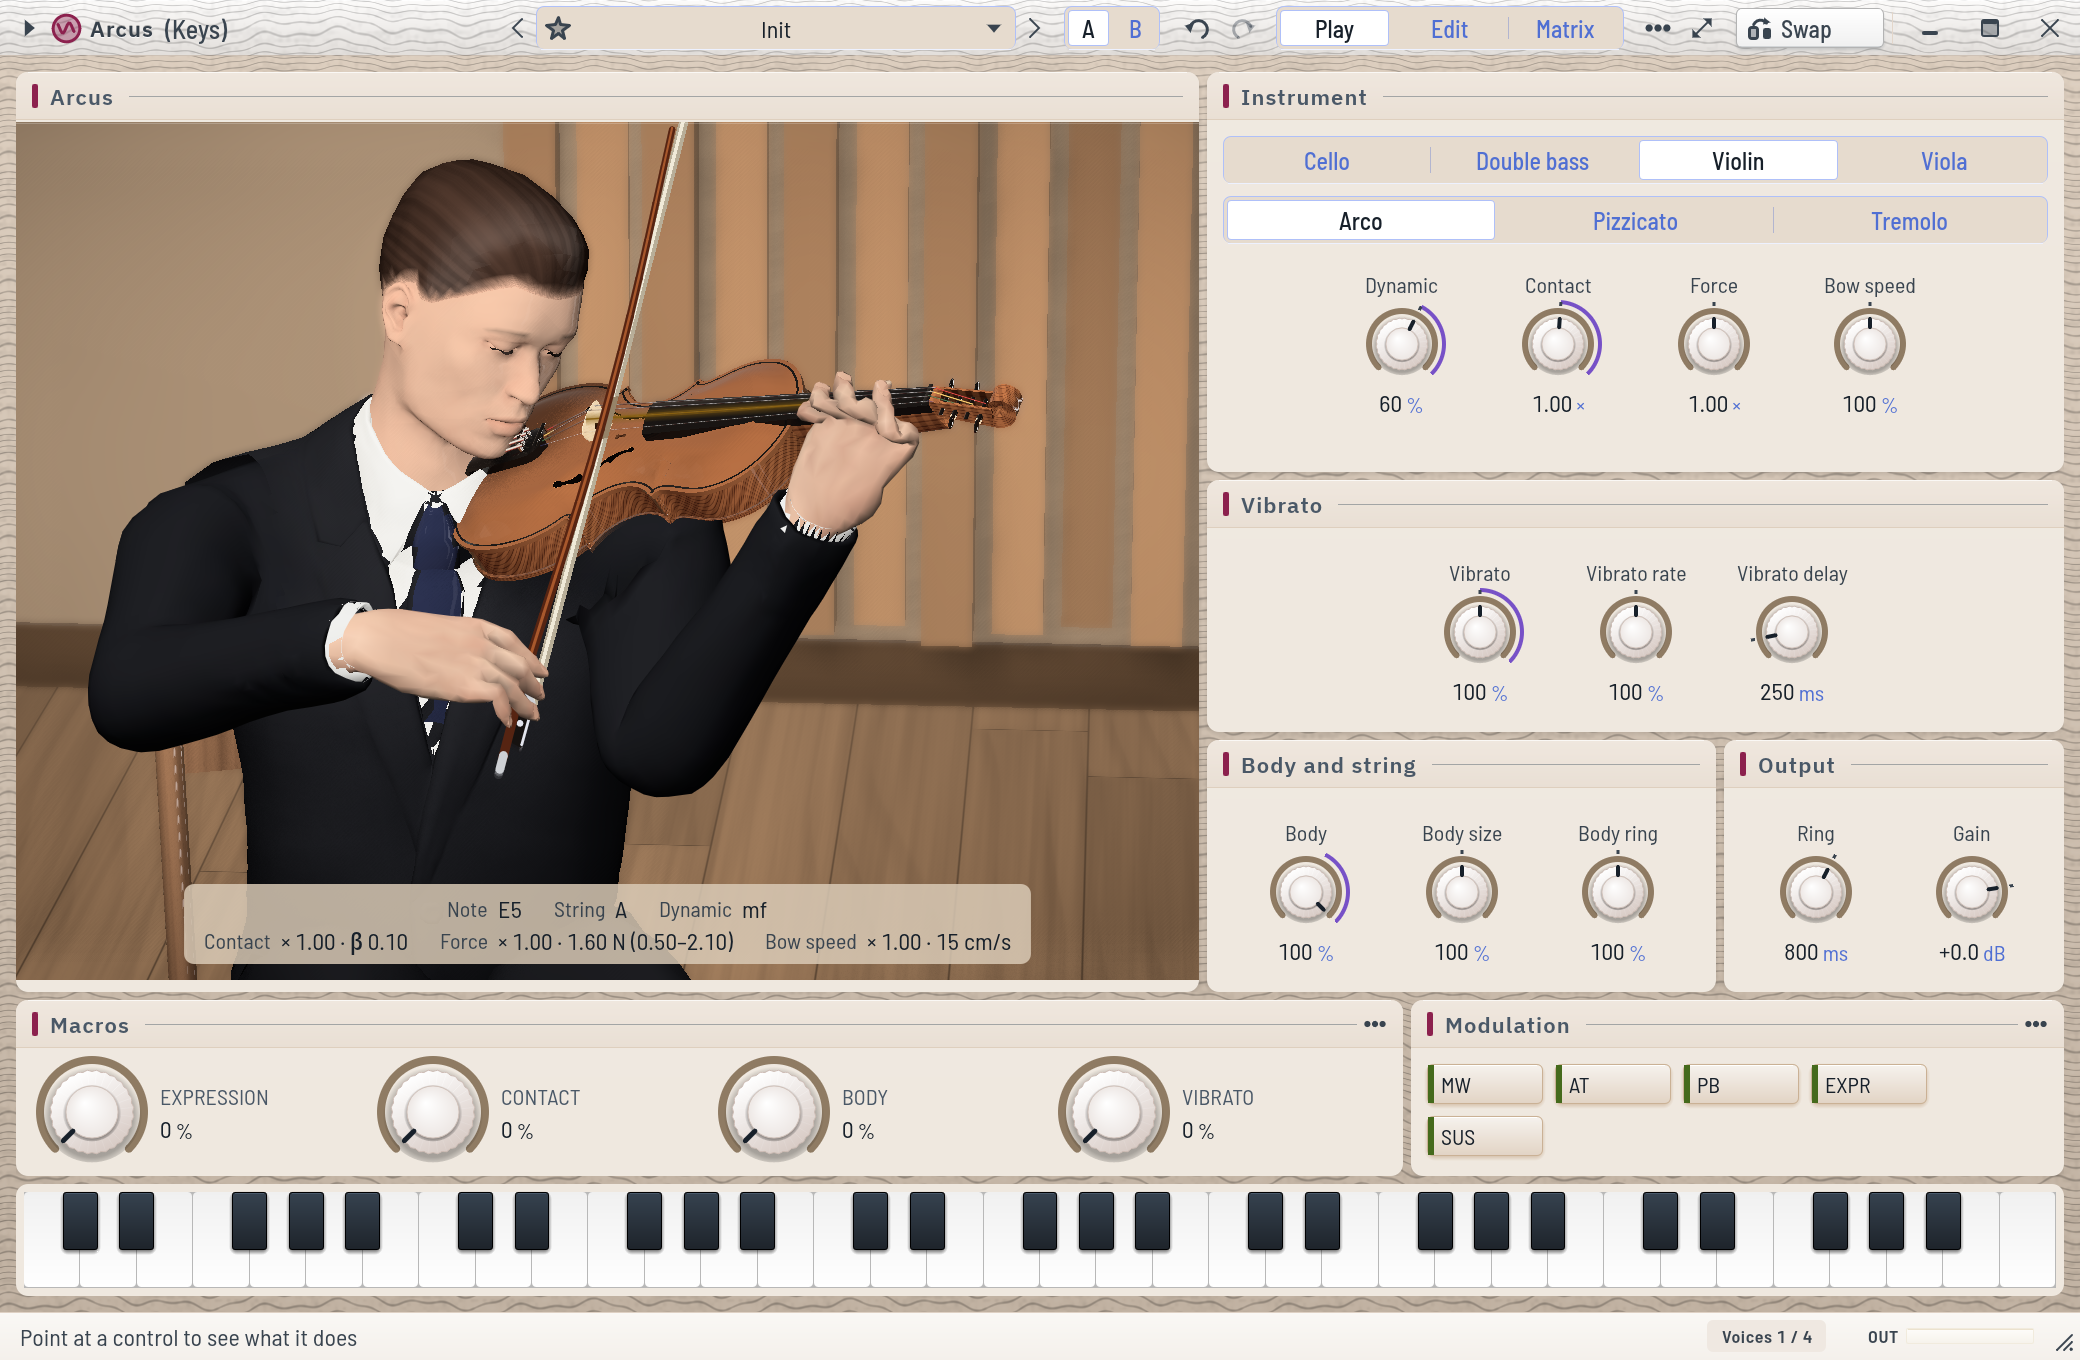 Arcus (Keys)
Init
A B
Play Edit Matrix
Swap
Arcus
Instrument
Cello Double bass Violin Viola
Arco Pizzicato Tremolo
Dynamic Contact Force Bow speed
60 % 1.00 × 1.00 × 100 %
Vibrato
Vibrato Vibrato rate Vibrato delay
100 % 100 % 250 ms
Body and string
Body Body size Body ring
100 % 100 % 100 %
Output
Ring Gain
800 ms +0.0 dB
Note E5 String A Dynamic mf
Contact × 1.00 · β 0.10 Force × 1.00 · 1.60 N (0.50–2.10) Bow speed × 1.00 · 15 cm/s
Macros
EXPRESSION
0 %
CONTACT
0 %
BODY
0 %
VIBRATO
0 %
Modulation
MW AT PB EXPR
SUS
Point at a control to see what it does
Voices 1 / 4 OUT